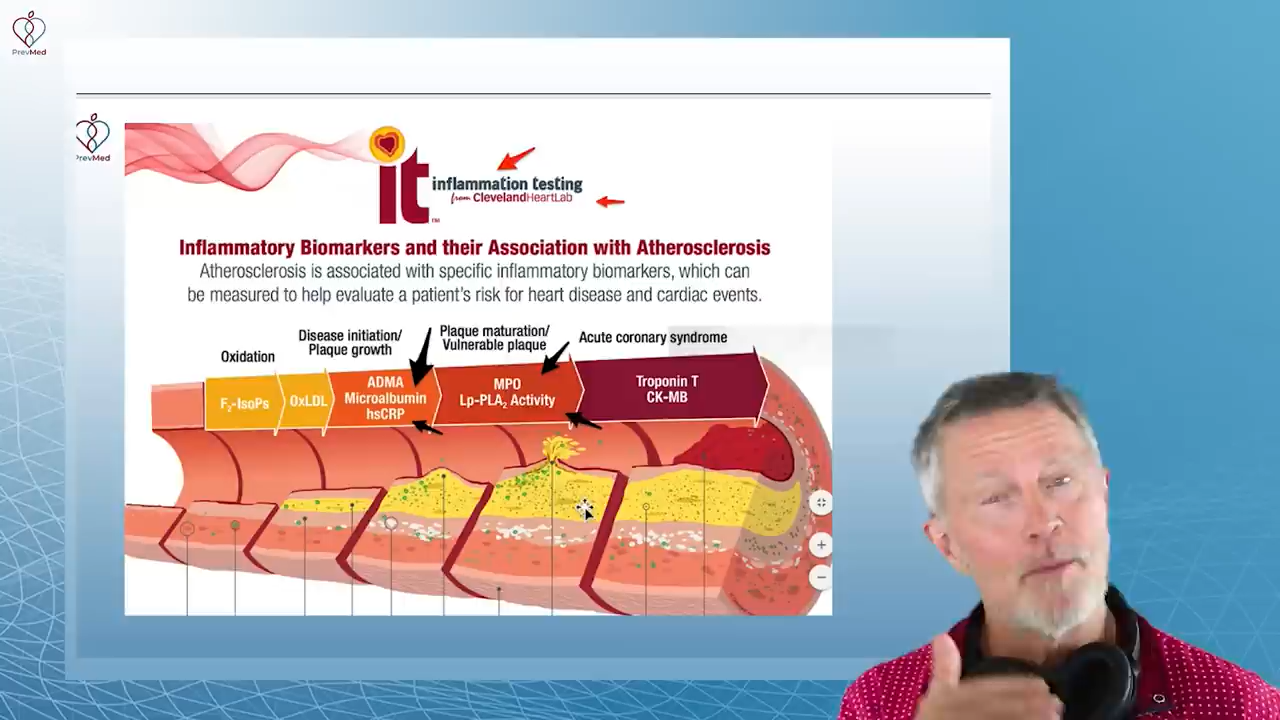 PrevMed
PrevMed
it
™
inflammation testing
from ClevelandHeartLab
Inflammatory Biomarkers and their Association with Atherosclerosis
Atherosclerosis is associated with specific inflammatory biomarkers, which can
be measured to help evaluate a patient's risk for heart disease and cardiac events.
Oxidation
Disease initiation/
Plaque growth
Plaque maturation/
Vulnerable plaque
Acute coronary syndrome
F₂-IsoPs
OxLDL
ADMA
Microalbumin
hsCRP
MPO
Lp-PLA₂ Activity
Troponin T
CK-MB